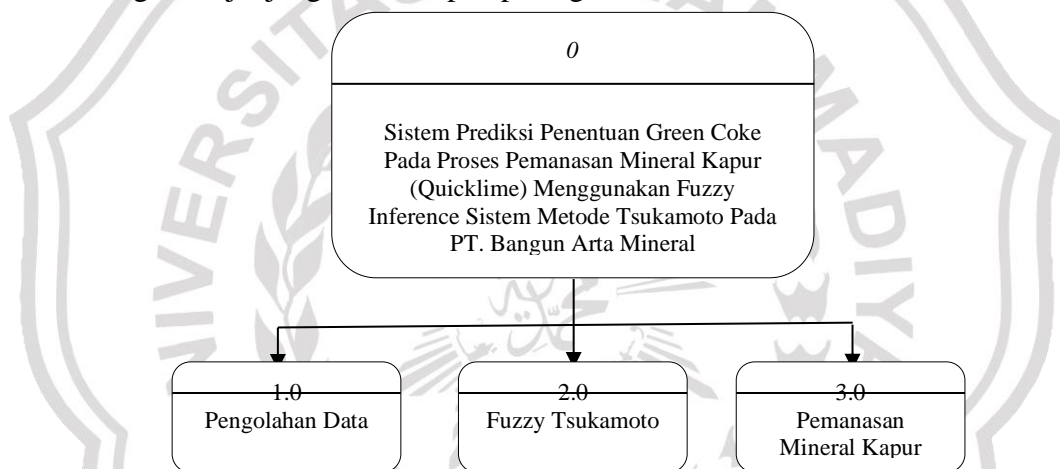 0
Sistem Prediksi Penentuan Green Coke
Pada Proses Pemanasan Mineral Kapur
(Quicklime) Menggunakan Fuzzy
Inference Sistem Metode Tsukamoto Pada
PT. Bangun Arta Mineral
1.0
Pengolahan Data
2.0
Fuzzy Tsukamoto
3.0
Pemanasan
Mineral Kapur